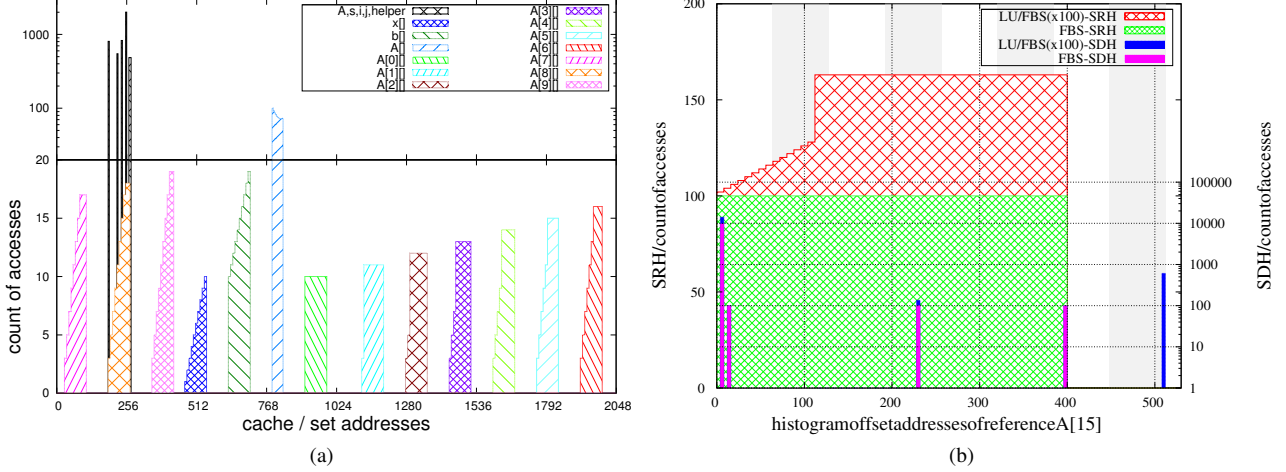 A,s,i,j,helper
x[]
b[]
A[]
A[0][]
A[1][]
A[2][]
A[3][]
A[4][]
A[5][]
A[6][]
A[7][]
A[8][]
A[9][]
1000
100
20
15
10
5
0
count of accesses
0 256 512 768 1024 1280 1536 1792 2048
cache / set addresses
(a)
LU/FBS(x100)-SRH
FBS-SRH
LU/FBS(x100)-SDH
FBS-SDH
200
150
100
50
0
SRH/countofaccesses
100000
10000
1000
100
10
1
SDH/countofaccesses
0 100 200 300 400 500
histogramoffsetaddressesofreferenceA[15]
(b)